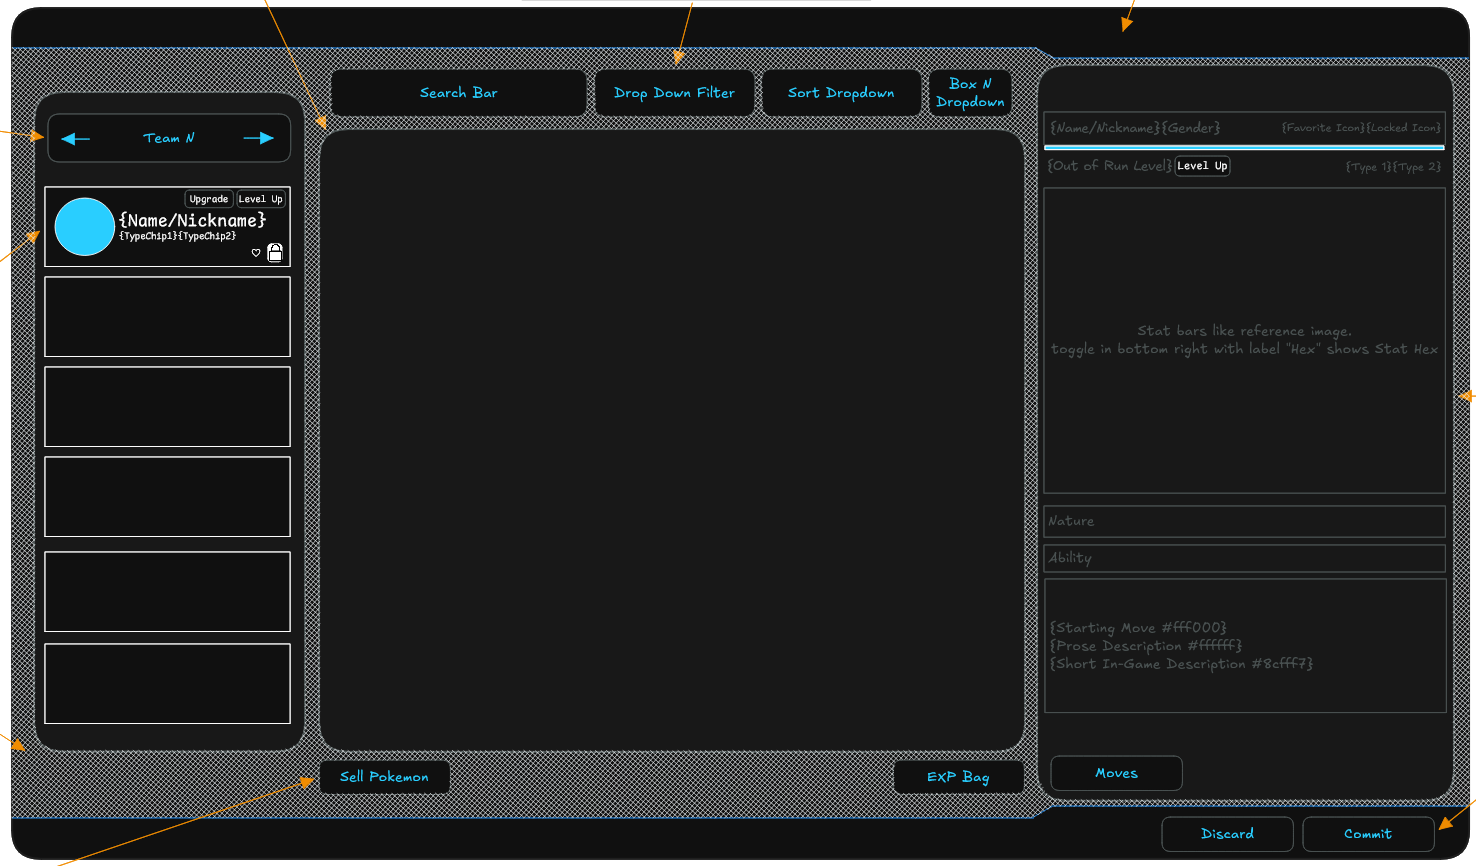 Search Bar
Drop Down Filter
Sort Dropdown
Box N
Dropdown
Team N
Upgrade
Level Up
{Name/Nickname}
{TypeChip1}{TypeChip2}
{Name/Nickname}{Gender}
{Favorite Icon}{Locked Icon}
{Out of Run Level}
Level Up
{Type 1}{Type 2}
Stat bars like reference image.
toggle in bottom right with label "Hex" shows Stat Hex
Nature
Ability
{Starting Move #fff000}
{Prose Description #ffffff}
{Short In-Game Description #8cfff7}
Sell Pokemon
EXP Bag
Moves
Discard
Commit